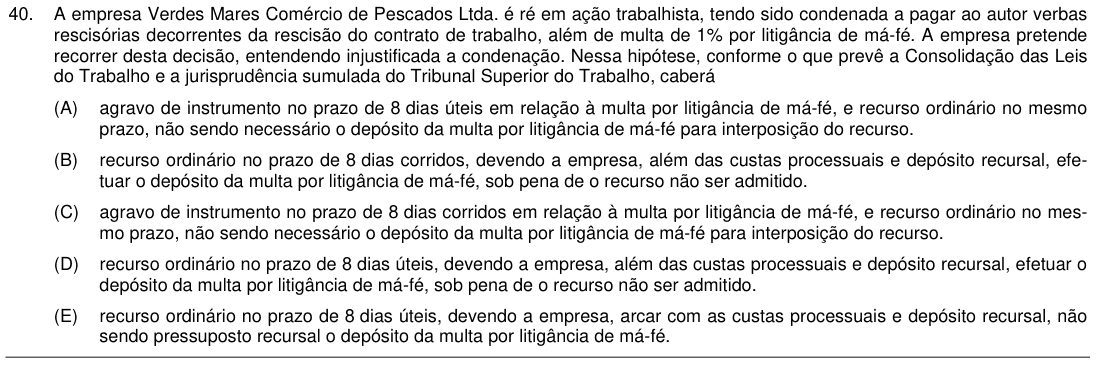 40. A empresa Verdes Mares Comércio de Pescados Ltda. é ré em ação trabalhista, tendo sido condenada a pagar ao autor verbas
rescisórias decorrentes da rescisão do contrato de trabalho, além de multa de 1% por litigância de má-fé. A empresa pretende
recorrer desta decisão, entendendo injustificada a condenação. Nessa hipótese, conforme o que prevê a Consolidação das Leis
do Trabalho e a jurisprudência sumulada do Tribunal Superior do Trabalho, caberá
(A) agravo de instrumento no prazo de 8 dias úteis em relação à multa por litigância de má-fé, e recurso ordinário no mesmo
prazo, não sendo necessário o depósito da multa por litigância de má-fé para interposição do recurso.
(B) recurso ordinário no prazo de 8 dias corridos, devendo a empresa, além das custas processuais e depósito recursal, efe-
tuar o depósito da multa por litigância de má-fé, sob pena de o recurso não ser admitido.
(C) agravo de instrumento no prazo de 8 dias corridos em relação à multa por litigância de má-fé, e recurso ordinário no mes-
mo prazo, não sendo necessário o depósito da multa por litigância de má-fé para interposição do recurso.
(D) recurso ordinário no prazo de 8 dias úteis, devendo a empresa, além das custas processuais e depósito recursal, efetuar o
depósito da multa por litigância de má-fé, sob pena de o recurso não ser admitido.
(E) recurso ordinário no prazo de 8 dias úteis, devendo a empresa, arcar com as custas processuais e depósito recursal, não
sendo pressuposto recursal o depósito da multa por litigância de má-fé.